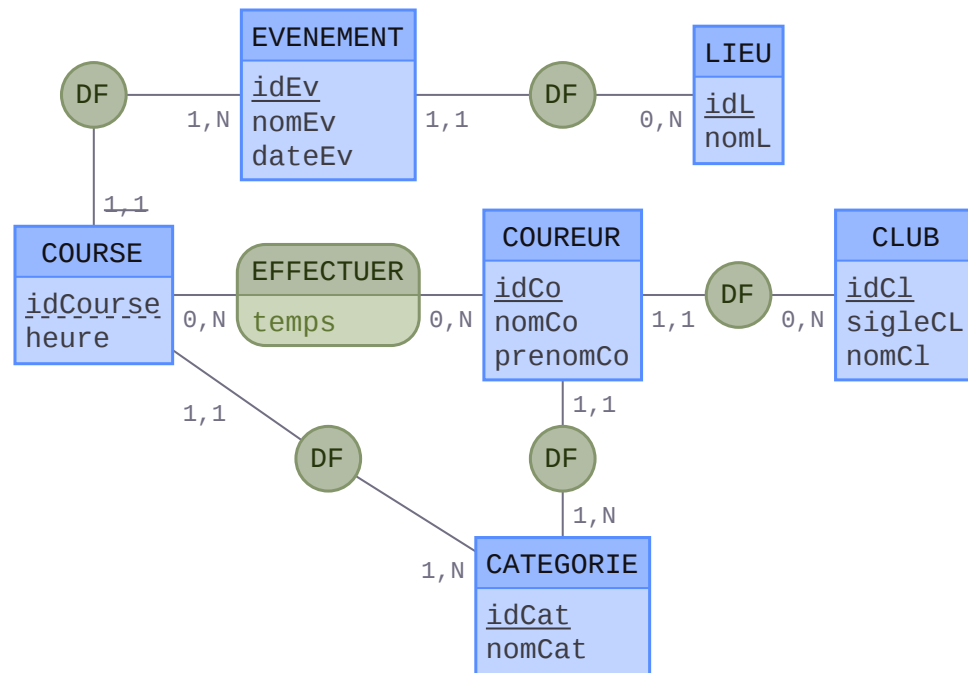 EVENEMENT
idEv
nomEv
dateEv
LIEU
idL
nomL
DF
1,N
1,1
DF
0,N
1,1
COURSE
idCourse
heure
0,N
EFFECTUER
temps
0,N
COUREUR
idCo
nomCo
prenomCo
1,1
DF
0,N
CLUB
idCl
sigleCL
nomCl
1,1
DF
1,N
1,1
DF
1,N
CATEGORIE
idCat
nomCat